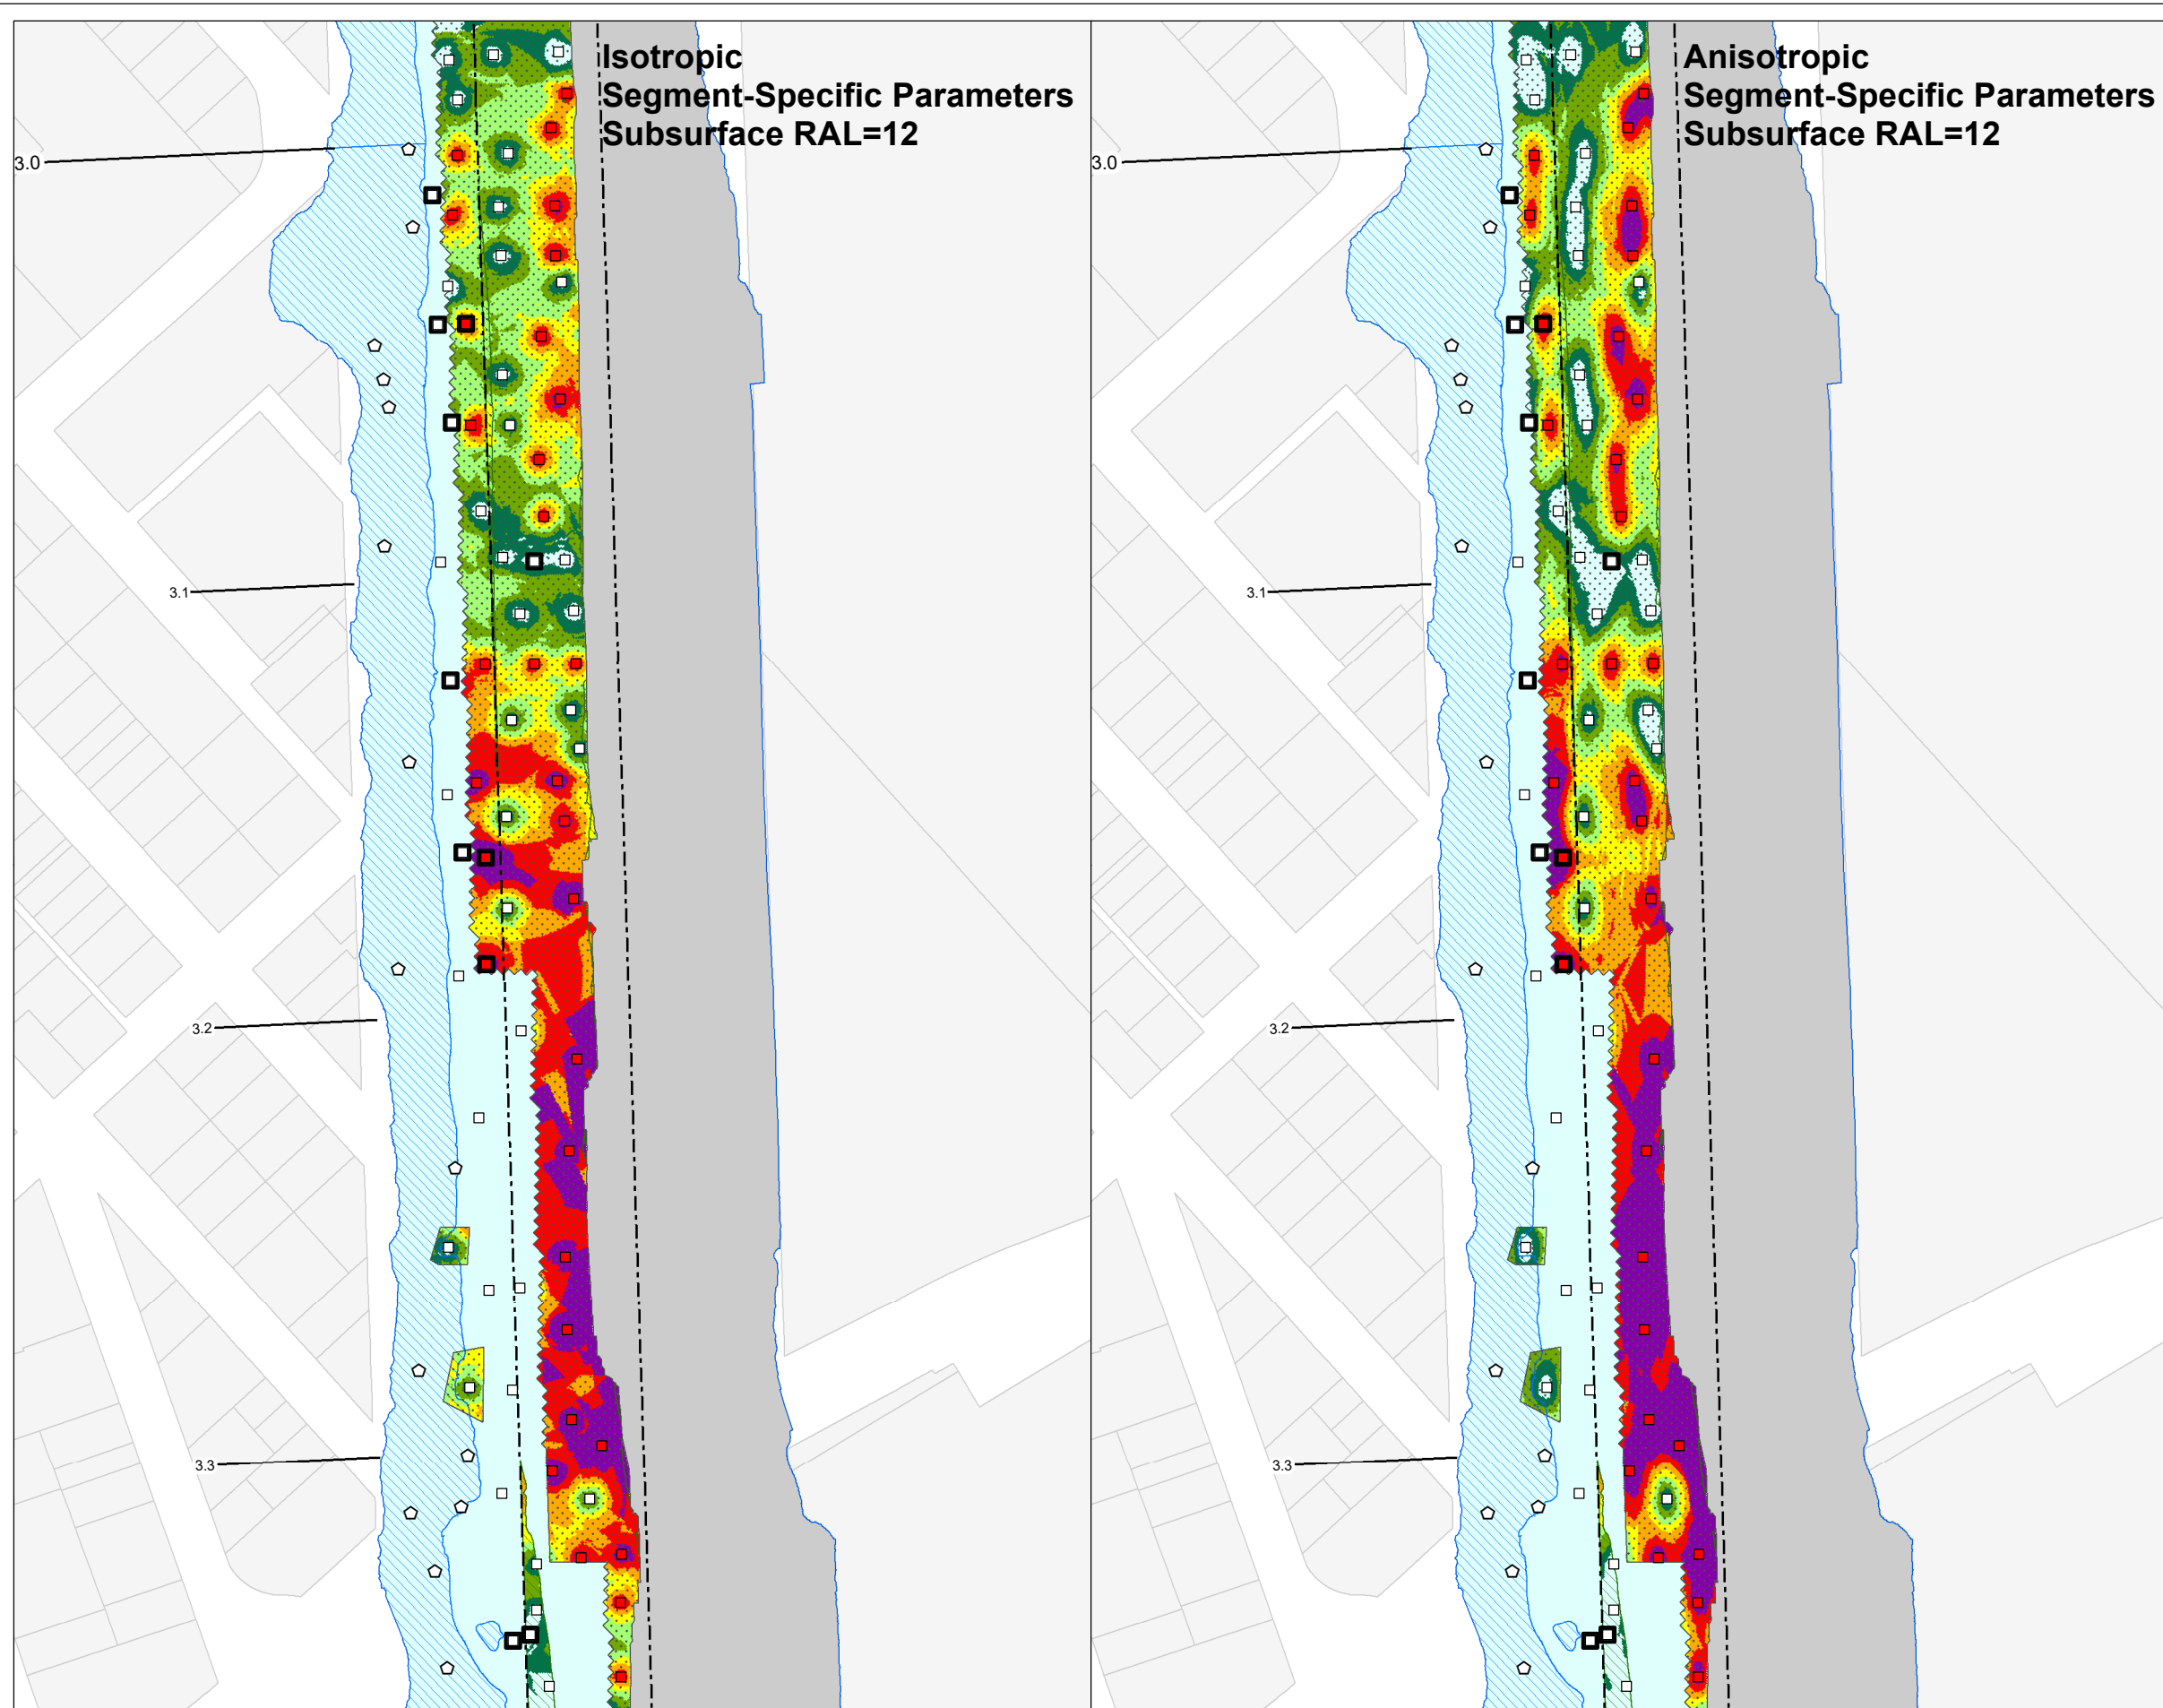 Isotropic
Segment-Specific Parameters
Subsurface RAL=12
3.0
3.1
3.2
3.3
Anisotropic
Segment-Specific Parameters
Subsurface RAL=12
3.0
3.1
3.2
3.3